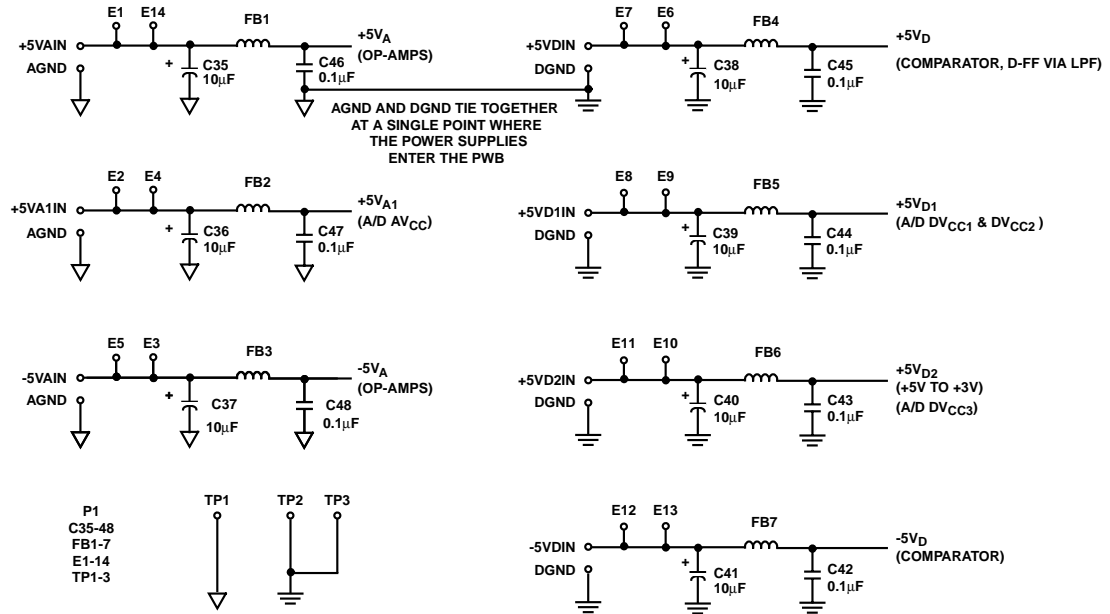 E1 E14 FB1
+5VAIN
AGND
+
C35
10µF
C46
0.1µF
+5VA
(OP-AMPS)
E7 E6 FB4
+5VDIN
DGND
+
C38
10µF
C45
0.1µF
+5VD
(COMPARATOR, D-FF VIA LPF)
AGND AND DGND TIE TOGETHER
AT A SINGLE POINT WHERE
THE POWER SUPPLIES
ENTER THE PWB
E2 E4 FB2
+5VA1IN
AGND
+
C36
10µF
C47
0.1µF
+5VA1
(A/D AVCC)
E8 E9 FB5
+5VD1IN
DGND
+
C39
10µF
C44
0.1µF
+5VD1
(A/D DVCC1 & DVCC2 )
E5 E3 FB3
-5VAIN
AGND
+
C37
10µF
C48
0.1µF
-5VA
(OP-AMPS)
E11 E10 FB6
+5VD2IN
DGND
+
C40
10µF
C43
0.1µF
+5VD2
(+5V TO +3V)
(A/D DVCC3)
P1
C35-48
FB1-7
E1-14
TP1-3
TP1 TP2 TP3
E12 E13 FB7
-5VDIN
DGND
+
C41
10µF
C42
0.1µF
-5VD
(COMPARATOR)